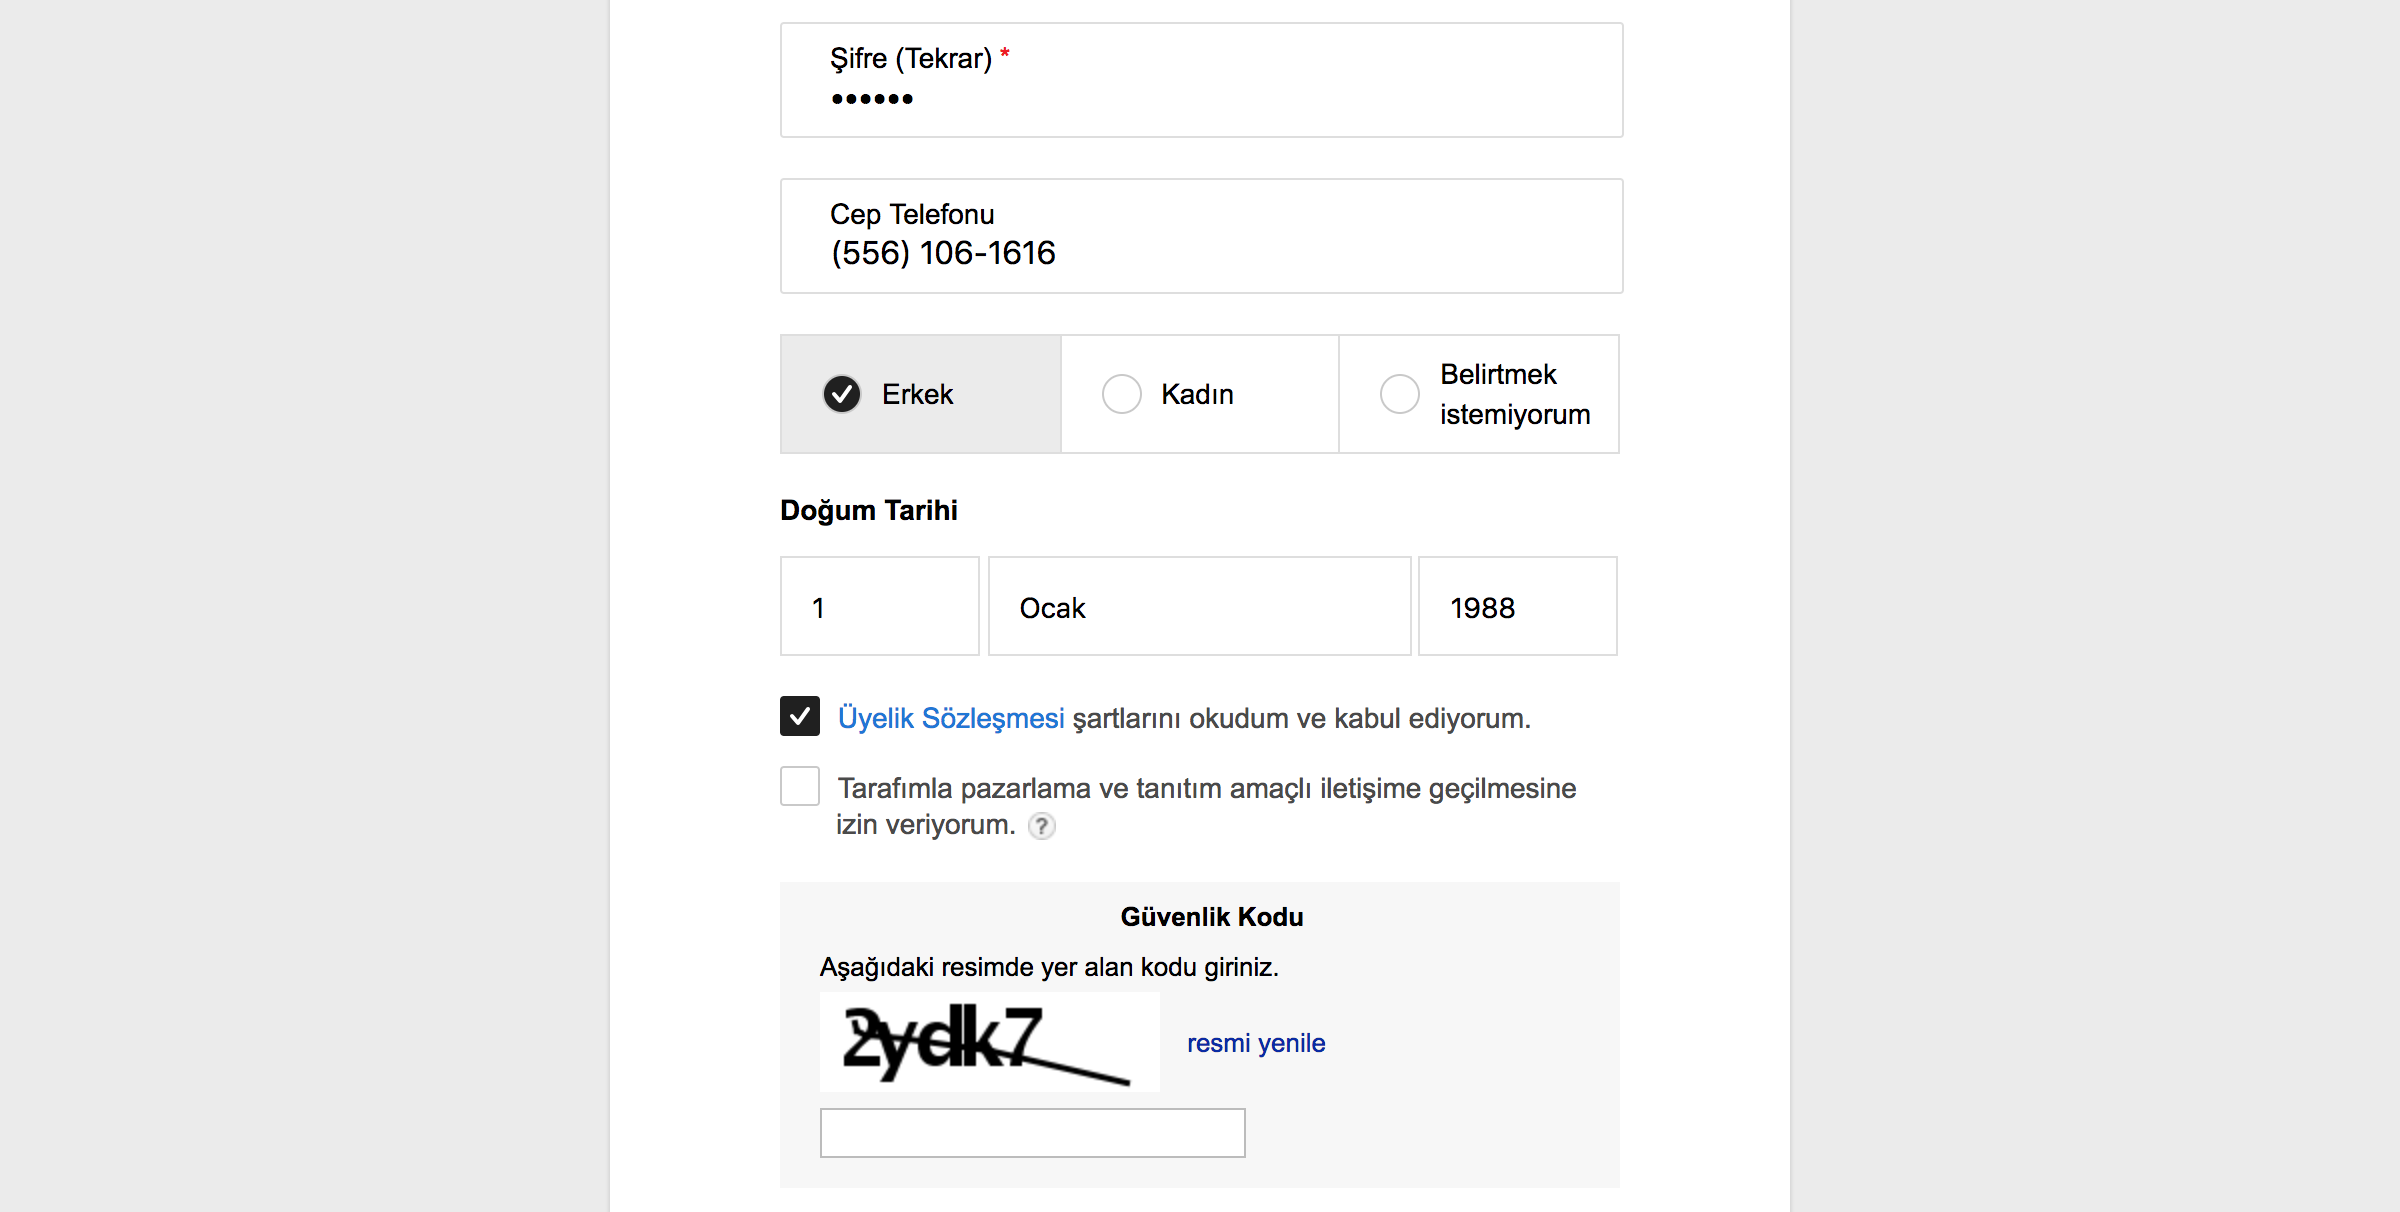 Şifre (Tekrar) *
••••••
Cep Telefonu
(556) 106-1616
Erkek
Kadın
Belirtmek
istemiyorum
Doğum Tarihi
1
Ocak
1988
Üyelik Sözleşmesi şartlarını okudum ve kabul ediyorum.
Tarafımla pazarlama ve tanıtım amaçlı iletişime geçilmesine
izin veriyorum. ?
Güvenlik Kodu
Aşağıdaki resimde yer alan kodu giriniz.
2ydk7
resmi yenile